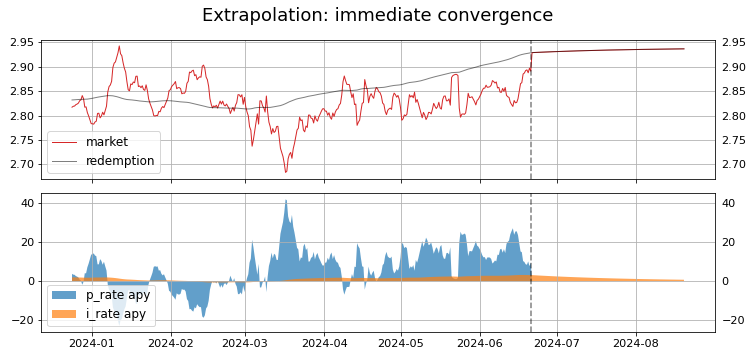 Extrapolation: immediate convergence
2.95 2.95
2.90 2.90
2.85 2.85
2.80 2.80
2.75 2.75
2.70 2.70
market
redemption
40 40
20 20
0 0
−20 −20
p_rate apy
i_rate apy
2024-01 2024-02 2024-03 2024-04 2024-05 2024-06 2024-07 2024-08